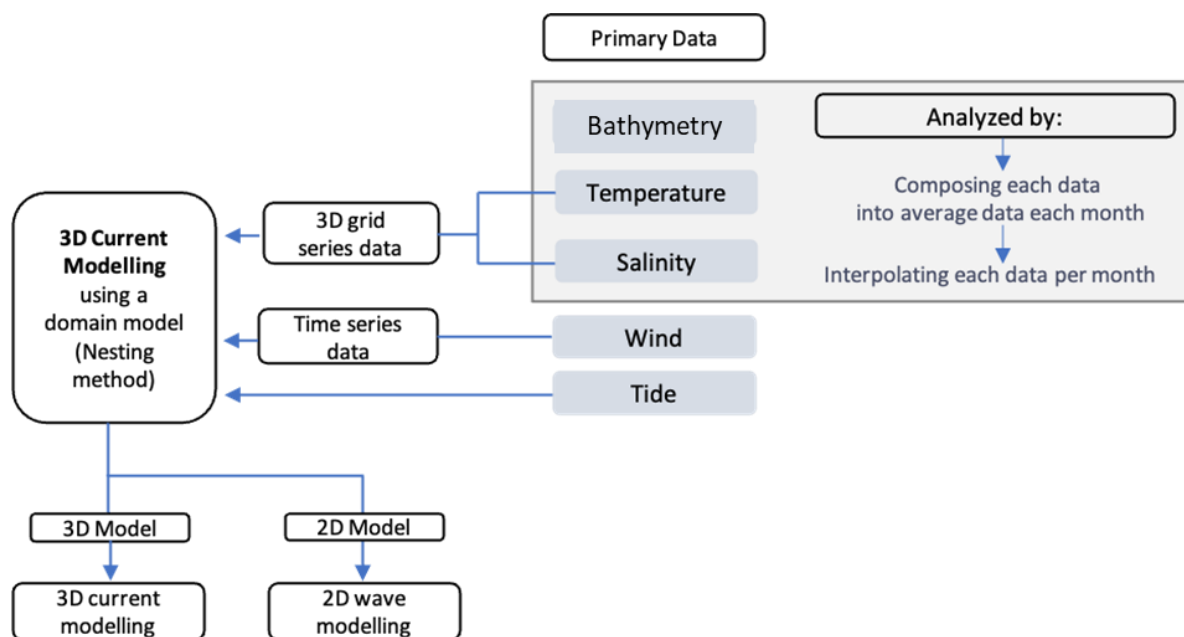 Primary Data
Bathymetry
Temperature
Salinity
Wind
Tide
Analyzed by:
Composing each data
into average data each month
Interpolating each data per month
3D grid
series data
Time series
data
3D Current
Modelling
using a
domain model
(Nesting
method)
3D Model
2D Model
3D current
modelling
2D wave
modelling